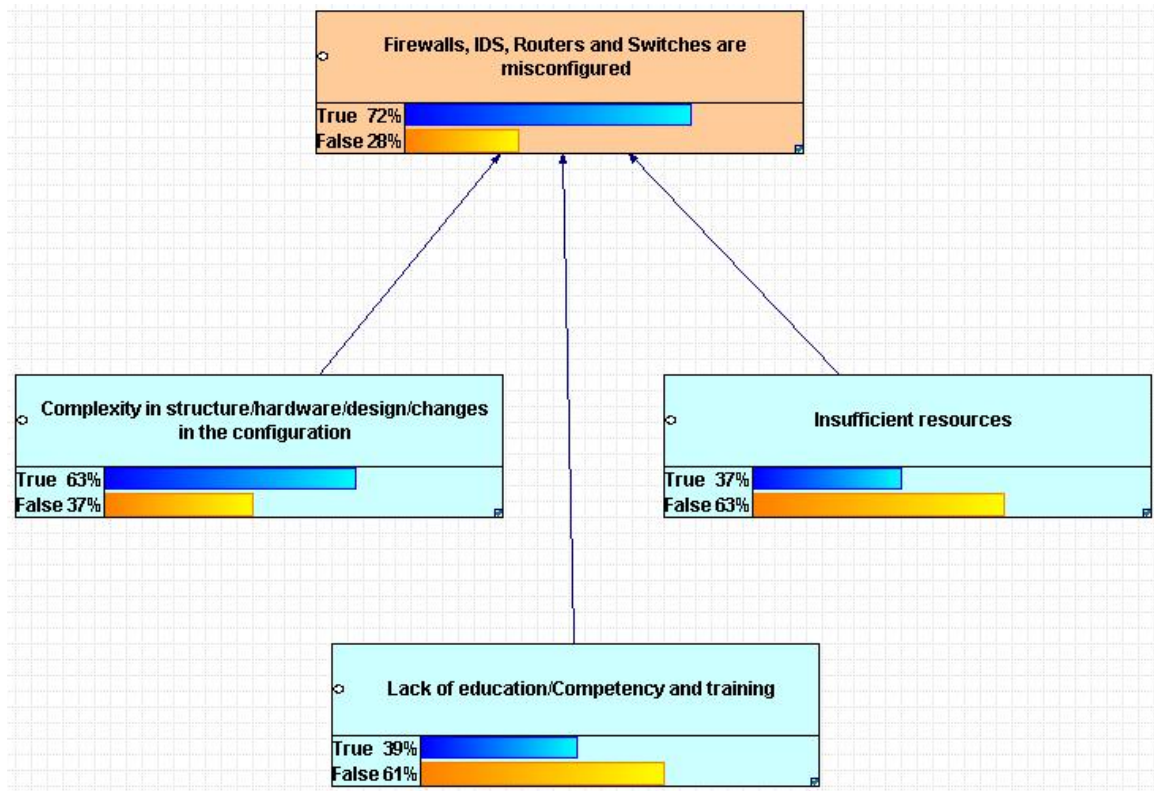 Firewalls, IDS, Routers and Switches are
misconfigured
True 72%
False 28%
Complexity in structure/hardware/design/changes
in the configuration
True 63%
False 37%
Insufficient resources
True 37%
False 63%
Lack of education/Competency and training
True 39%
False 61%